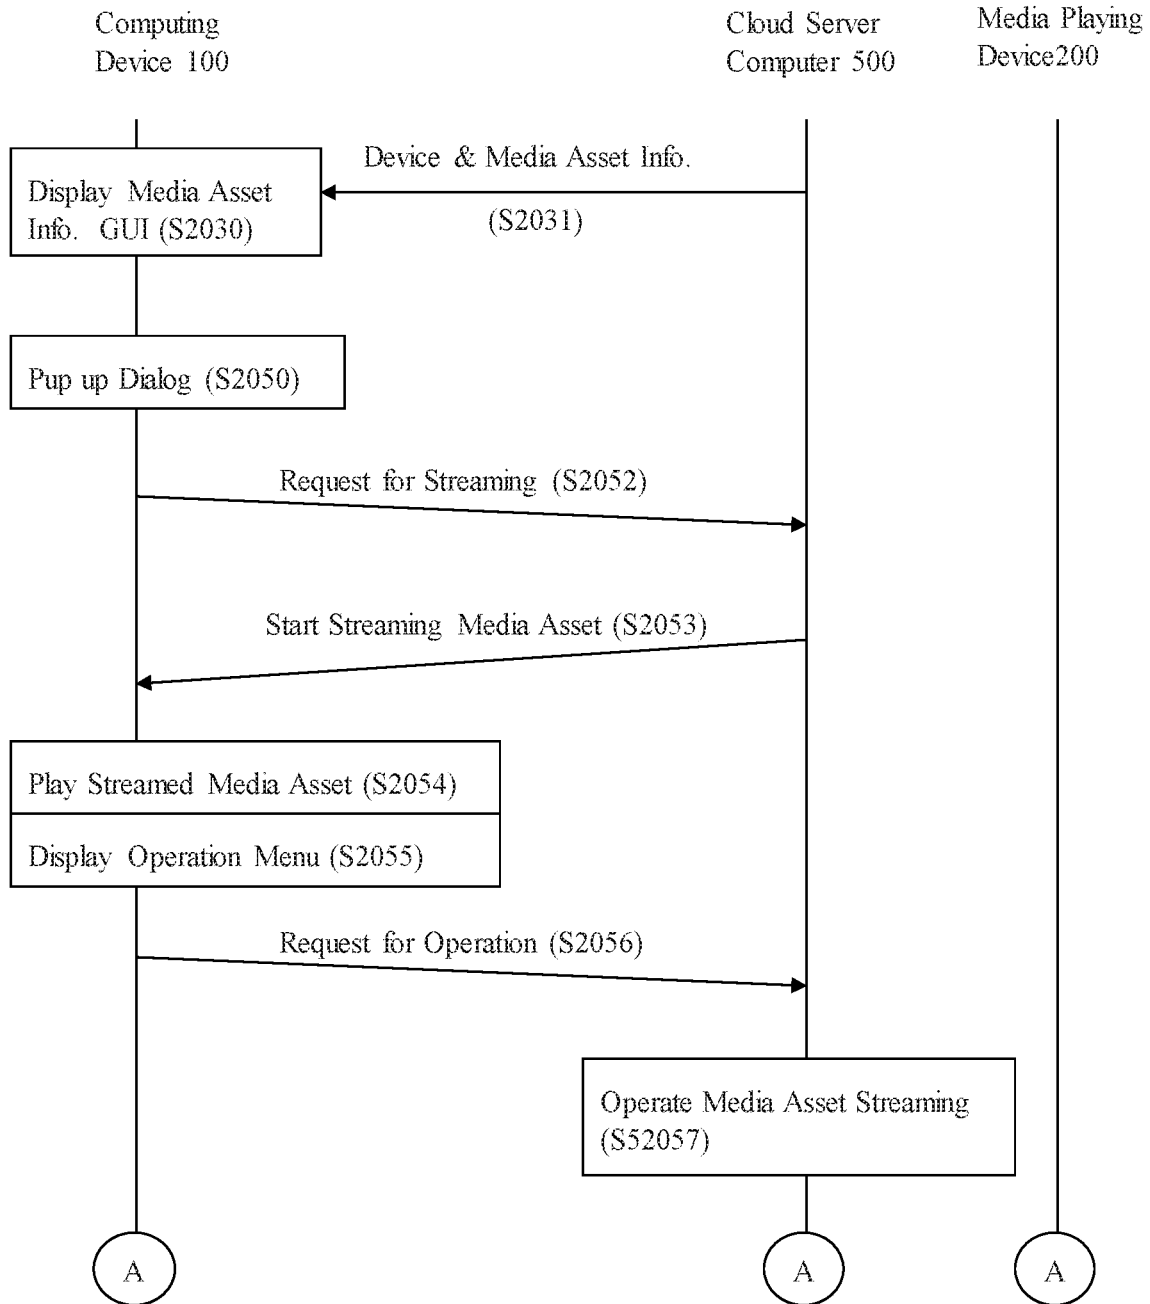 Computing
Device 100
Cloud Server
Computer 500
Media Playing
Device200
Device & Media Asset Info.
(S2031)
Display Media Asset
Info. GUI (S2030)
Pup up Dialog (S2050)
Request for Streaming (S2052)
Start Streaming Media Asset (S2053)
Play Streamed Media Asset (S2054)
Display Operation Menu (S2055)
Request for Operation (S2056)
Operate Media Asset Streaming
(S52057)
A
A
A